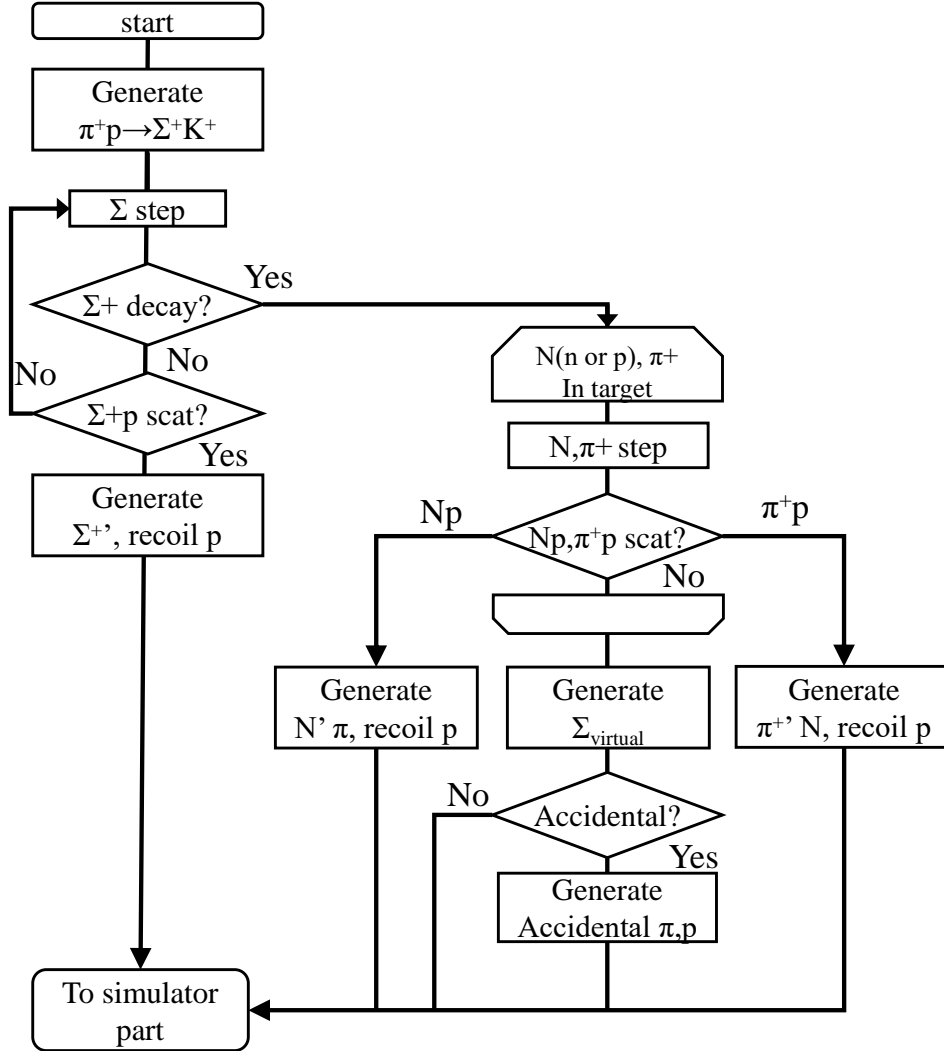 start
Generate
π⁺p→Σ⁺K⁺
Σ step
Yes
Σ+ decay?
No
No
Σ+p scat?
Yes
Generate
Σ⁺’, recoil p
N(n or p), π+
In target
N,π+ step
Np
π⁺p
Np,π⁺p scat?
No
Generate
N’ π, recoil p
Generate
Σvirtual
Generate
π⁺’ N, recoil p
No
Accidental?
Yes
Generate
Accidental π,p
To simulator
part